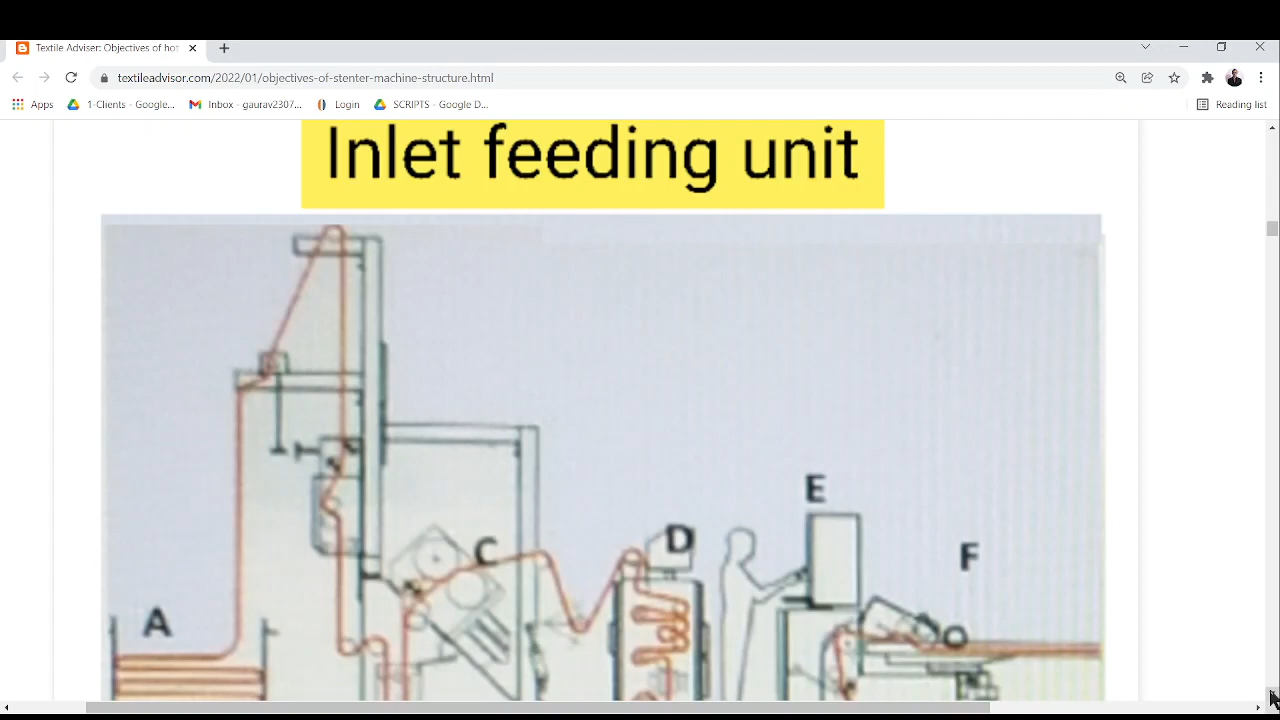 Textile Adviser: Objectives of hot
textileadvisor.com/2022/01/objectives-of-stenter-machine-structure.html
Apps 1-Clients - Google... Inbox - gaurav2307... Login SCRIPTS - Google D... Reading list
Inlet feeding unit
E
D
C
F
A